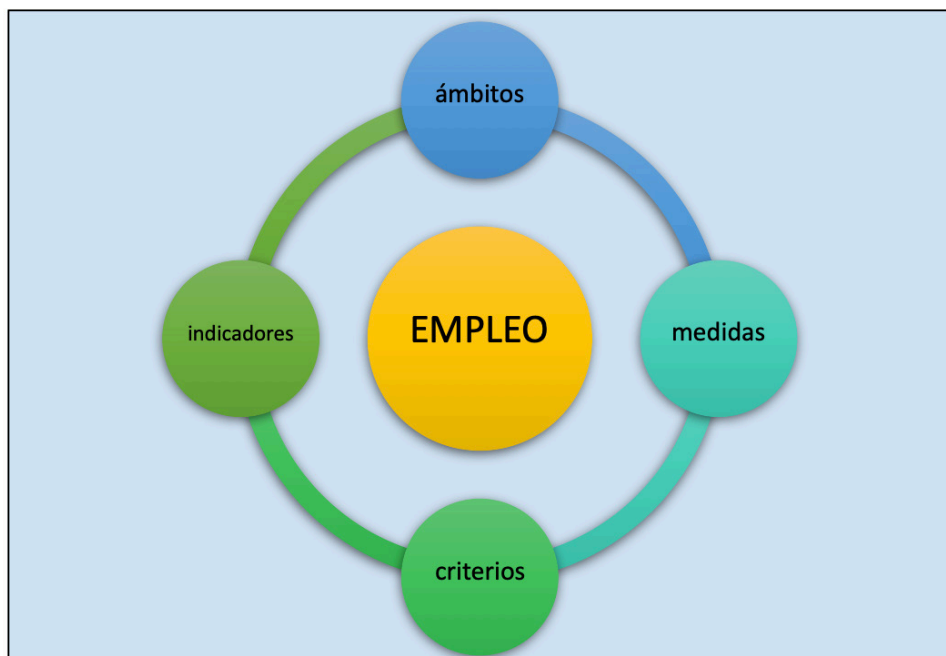 ámbitos
indicadores
EMPLEO
medidas
criterios